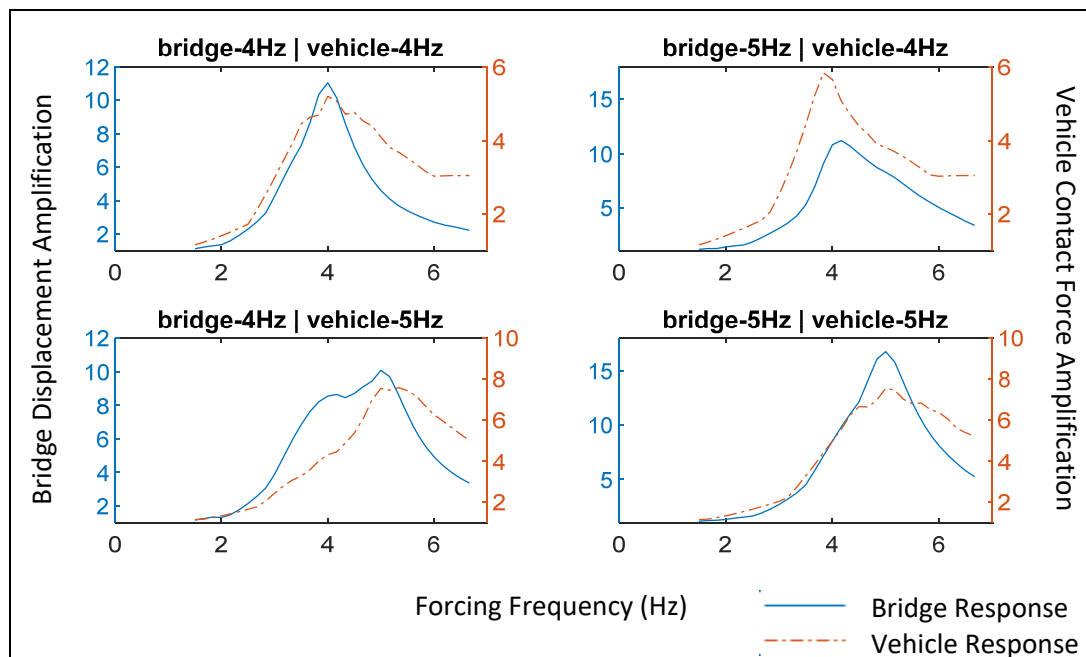 bridge-4Hz | vehicle-4Hz
12
10
8
6
4
2
6
4
2
0 2 4 6
bridge-5Hz | vehicle-4Hz
15
10
5
6
4
2
0 2 4 6
bridge-4Hz | vehicle-5Hz
12
10
8
6
4
2
10
8
6
4
2
0 2 4 6
bridge-5Hz | vehicle-5Hz
15
10
5
10
8
6
4
2
0 2 4 6
Bridge Displacement Amplification
Vehicle Contact Force Amplification
Forcing Frequency (Hz)
Bridge Response
Vehicle Response